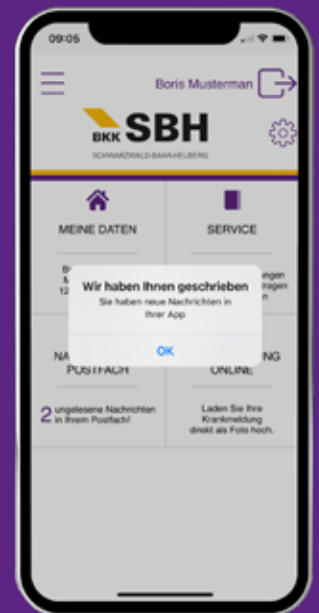 09:05
Boris Musterman
BKK SBH
SCHWARZWALD-BAAR-HEUBERG
MEINE DATEN
SERVICE
Wir haben Ihnen geschrieben
Sie haben neue Nachrichten in
Ihrer App
OK
POSTFACH
ONLINE
2 ungelesene Nachrichten
in Ihrem Postfach!
Laden Sie Ihre
Krankmeldung
direkt als Foto hoch.